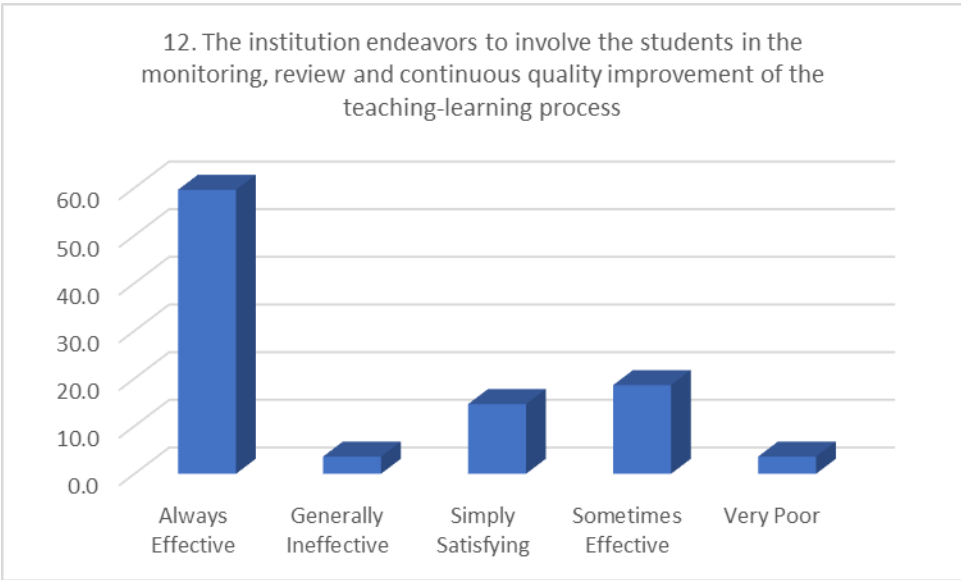 12. The institution endeavors to involve the students in the
monitoring, review and continuous quality improvement of the
teaching-learning process
60.0
50.0
40.0
30.0
20.0
10.0
0.0
Always
Effective
Generally
Ineffective
Simply
Satisfying
Sometimes
Effective
Very Poor